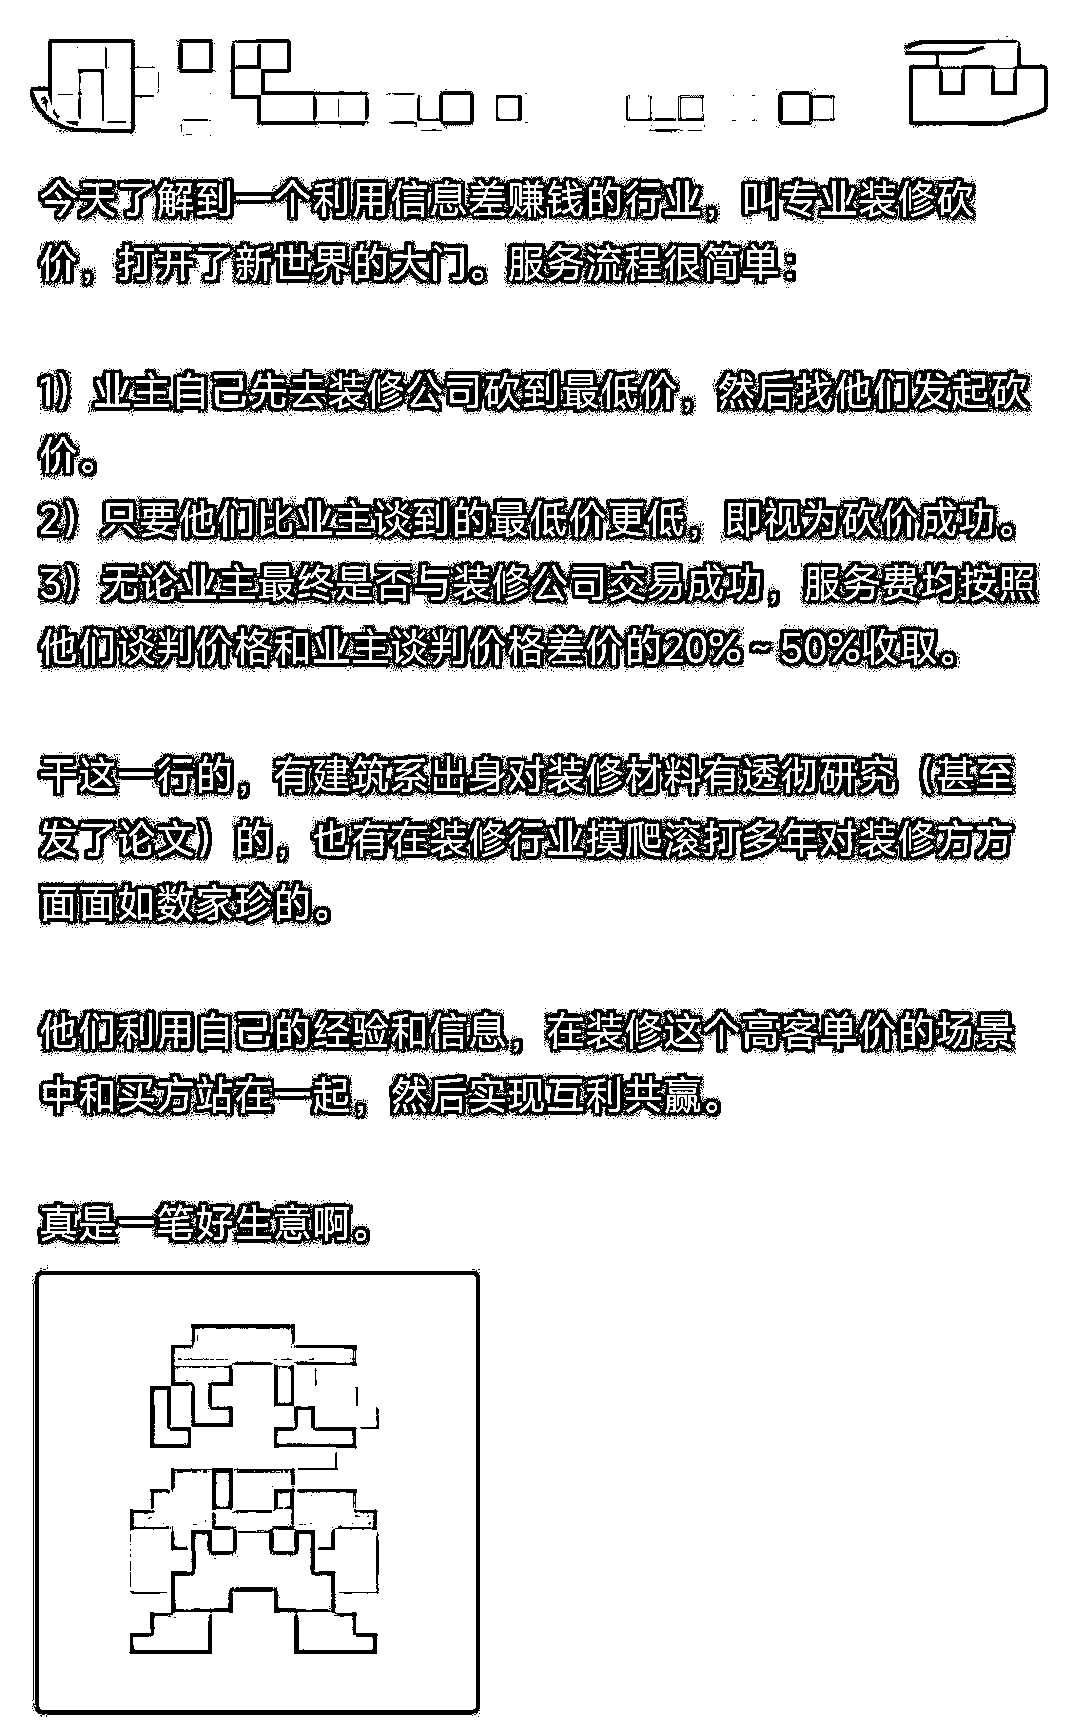 今天了解到一个利用信息差赚钱的行业，叫专业装修砍
价，打开了新世界的大门。服务流程很简单：
1）业主自己先去装修公司砍到最低价，然后找他们发起砍
价。
2）只要他们比业主谈到的最低价更低，即视为砍价成功。
3）无论业主最终是否与装修公司交易成功，服务费均按照
他们谈判价格和业主谈判价格差价的20%~50%收取。
干这一行的，有建筑系出身对装修材料有透彻研究（甚至
发了论文）的，也有在装修行业摸爬滚打多年对装修方方
面面如数家珍的。
他们利用自己的经验和信息，在装修这个高客单价的场景
中和买方站在一起，然后实现互利共赢。
真是一笔好生意啊。